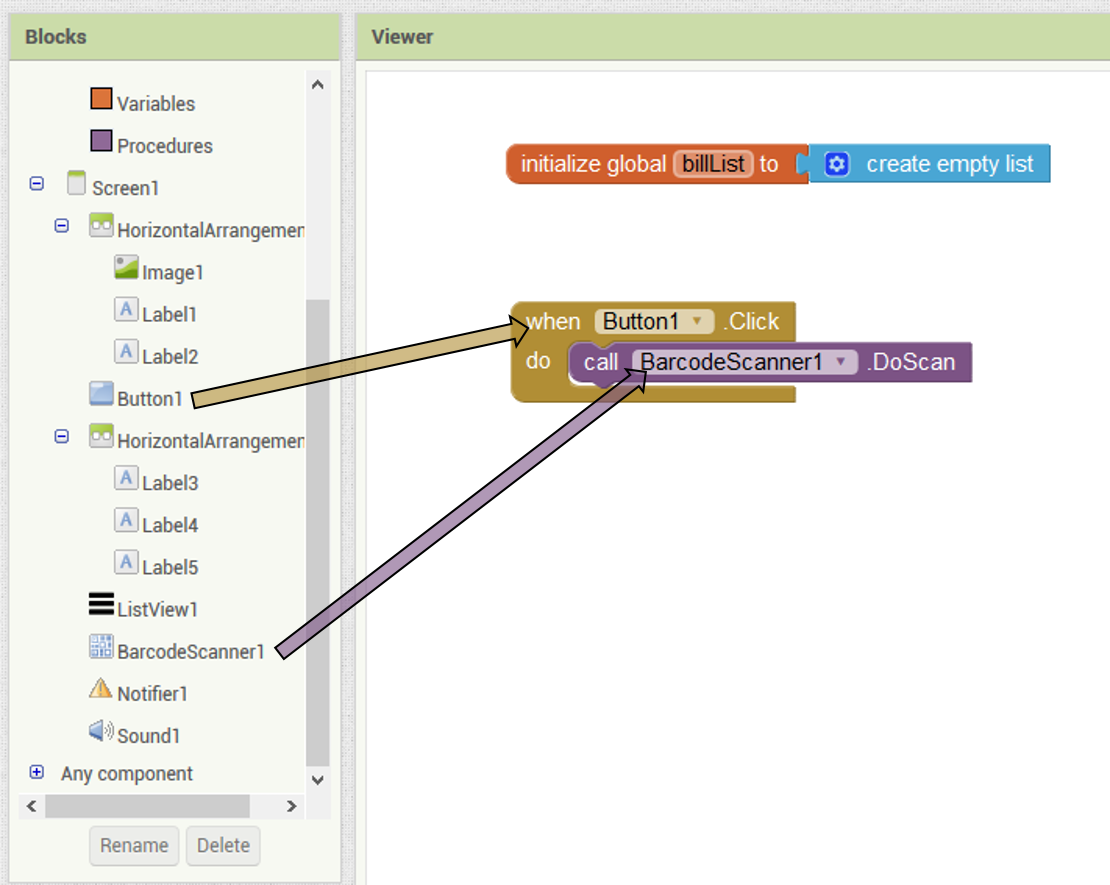 Blocks
Viewer
Variables
Procedures
Screen1
HorizontalArrangemen
Image1
Label1
Label2
Button1
HorizontalArrangemen
Label3
Label4
Label5
ListView1
BarcodeScanner1
Notifier1
Sound1
Any component
Rename Delete
initialize global billList to create empty list
when Button1 .Click
do call BarcodeScanner1 .DoScan